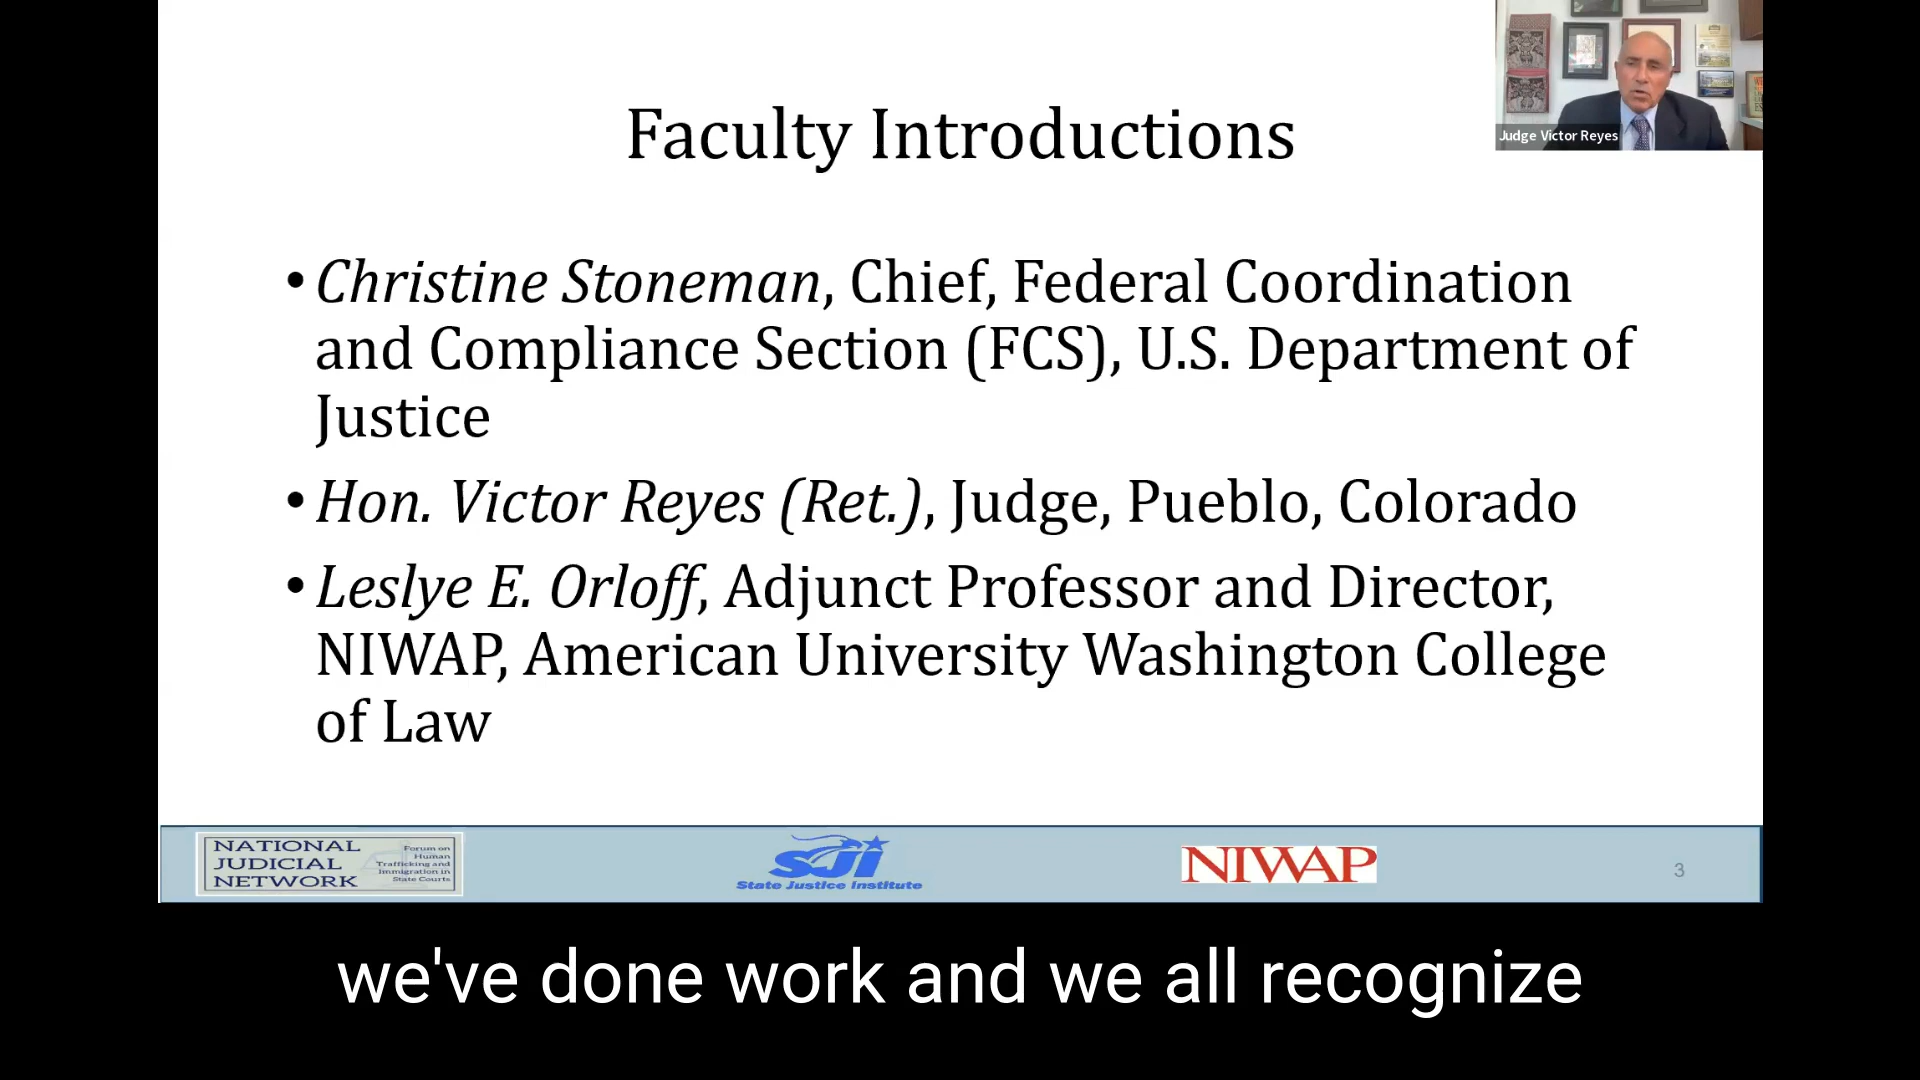 Faculty Introductions
Judge Victor Reyes
• Christine Stoneman, Chief, Federal Coordination
and Compliance Section (FCS), U.S. Department of
Justice
• Hon. Victor Reyes (Ret.), Judge, Pueblo, Colorado
• Leslye E. Orloff, Adjunct Professor and Director,
NIWAP, American University Washington College
of Law
NATIONAL
JUDICIAL
NETWORK
Forum on
Human
Trafficking and
Immigration in
State Courts
SJI
State Justice Institute
NIWAP
3
we've done work and we all recognize